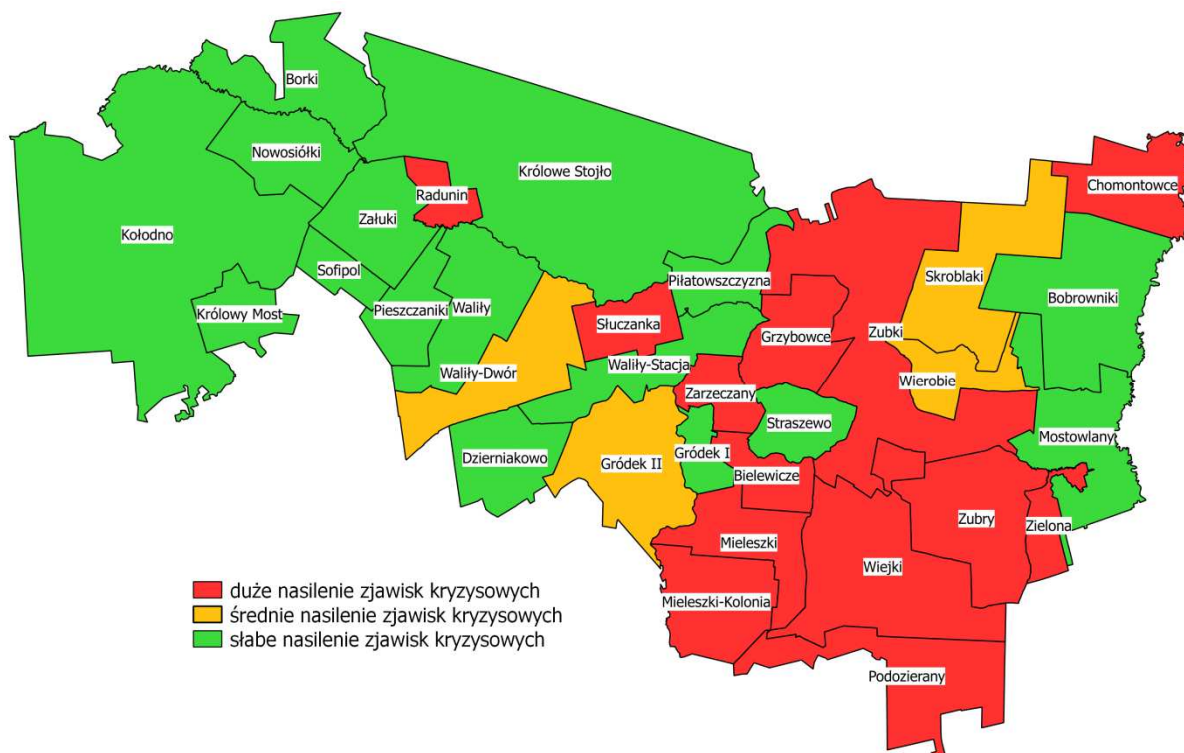 Borki
Nowosiółki
Królowe Stojło
Chomontowce
Radunin
Załuki
Kołodno
Sofipol
Skroblaki
Piłatowszczyzna
Bobrowniki
Pieszczaniki
Waliły
Królowy Most
Słuczanka
Grzybowce
Zubki
Waliły-Stacja
Wierobie
Waliły-Dwór
Zarzeczany
Straszewo
Mostowlany
Gródek I
Dzierniakowo
Gródek II
Bielewicze
Zubry
Zielona
Mieleszki
Wiejki
Mieleszki-Kolonia
Podozierany
duże nasilenie zjawisk kryzysowych
średnie nasilenie zjawisk kryzysowych
słabe nasilenie zjawisk kryzysowych